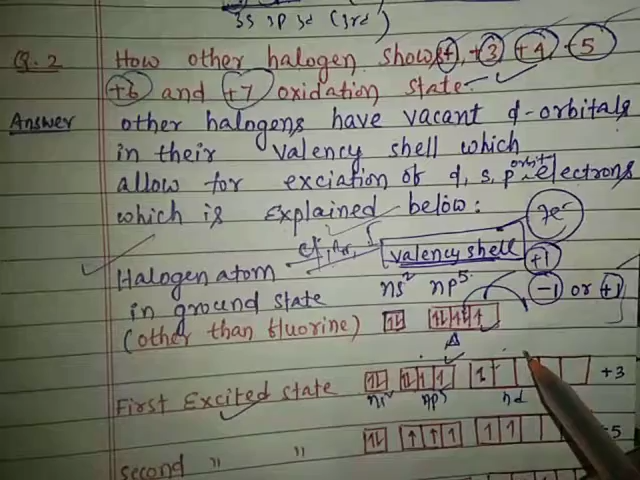 3s 3p 3d (3rd)
Q.2 How other halogen shows +1, +3 +4, +5
+6 and +7 oxidation state
Answer other halogens have vacant d-orbitals
in their valency shell which
allow for exciation of d, s, p orbit electrons
which is explained below:
7e-
Halogen atom valency shell +1
in ground state ns² np⁵ -1 or +1
(other than fluorine)
First Excited state +3
ns² np⁵ nd
second " " +5